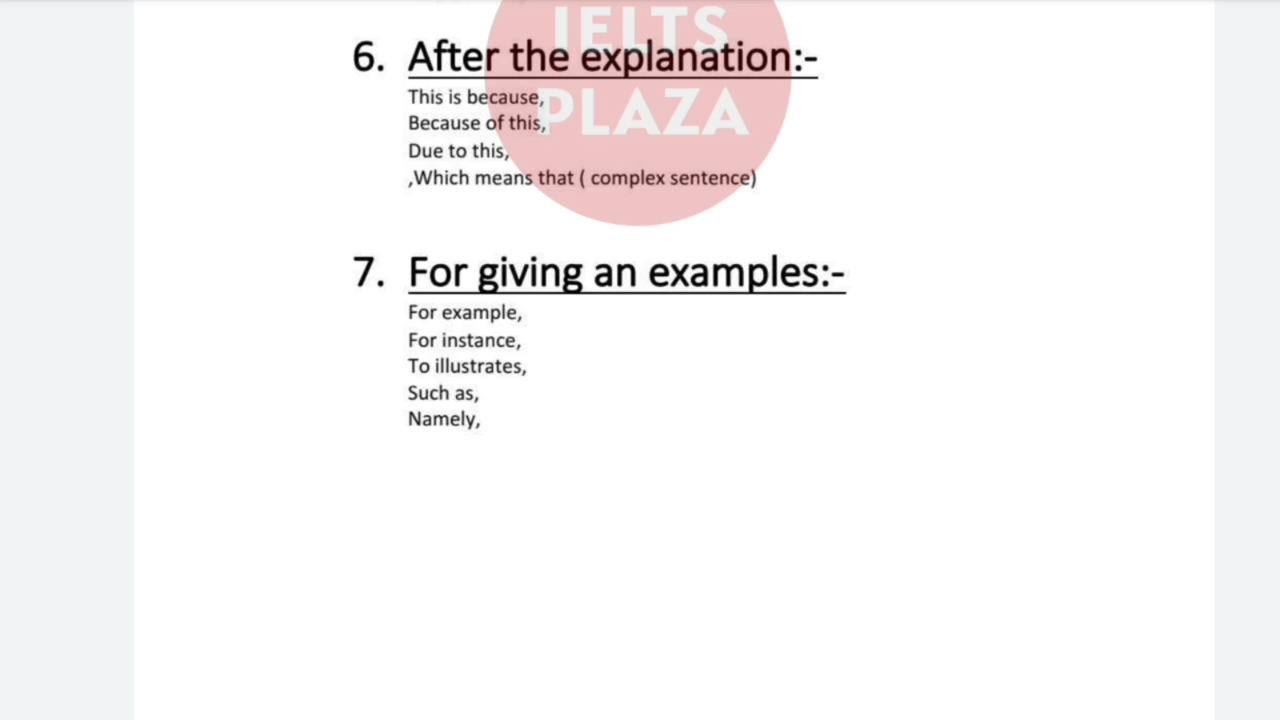 IELTS
PLAZA
6. After the explanation:-
This is because,
Because of this,
Due to this,
,Which means that ( complex sentence)
7. For giving an examples:-
For example,
For instance,
To illustrates,
Such as,
Namely,